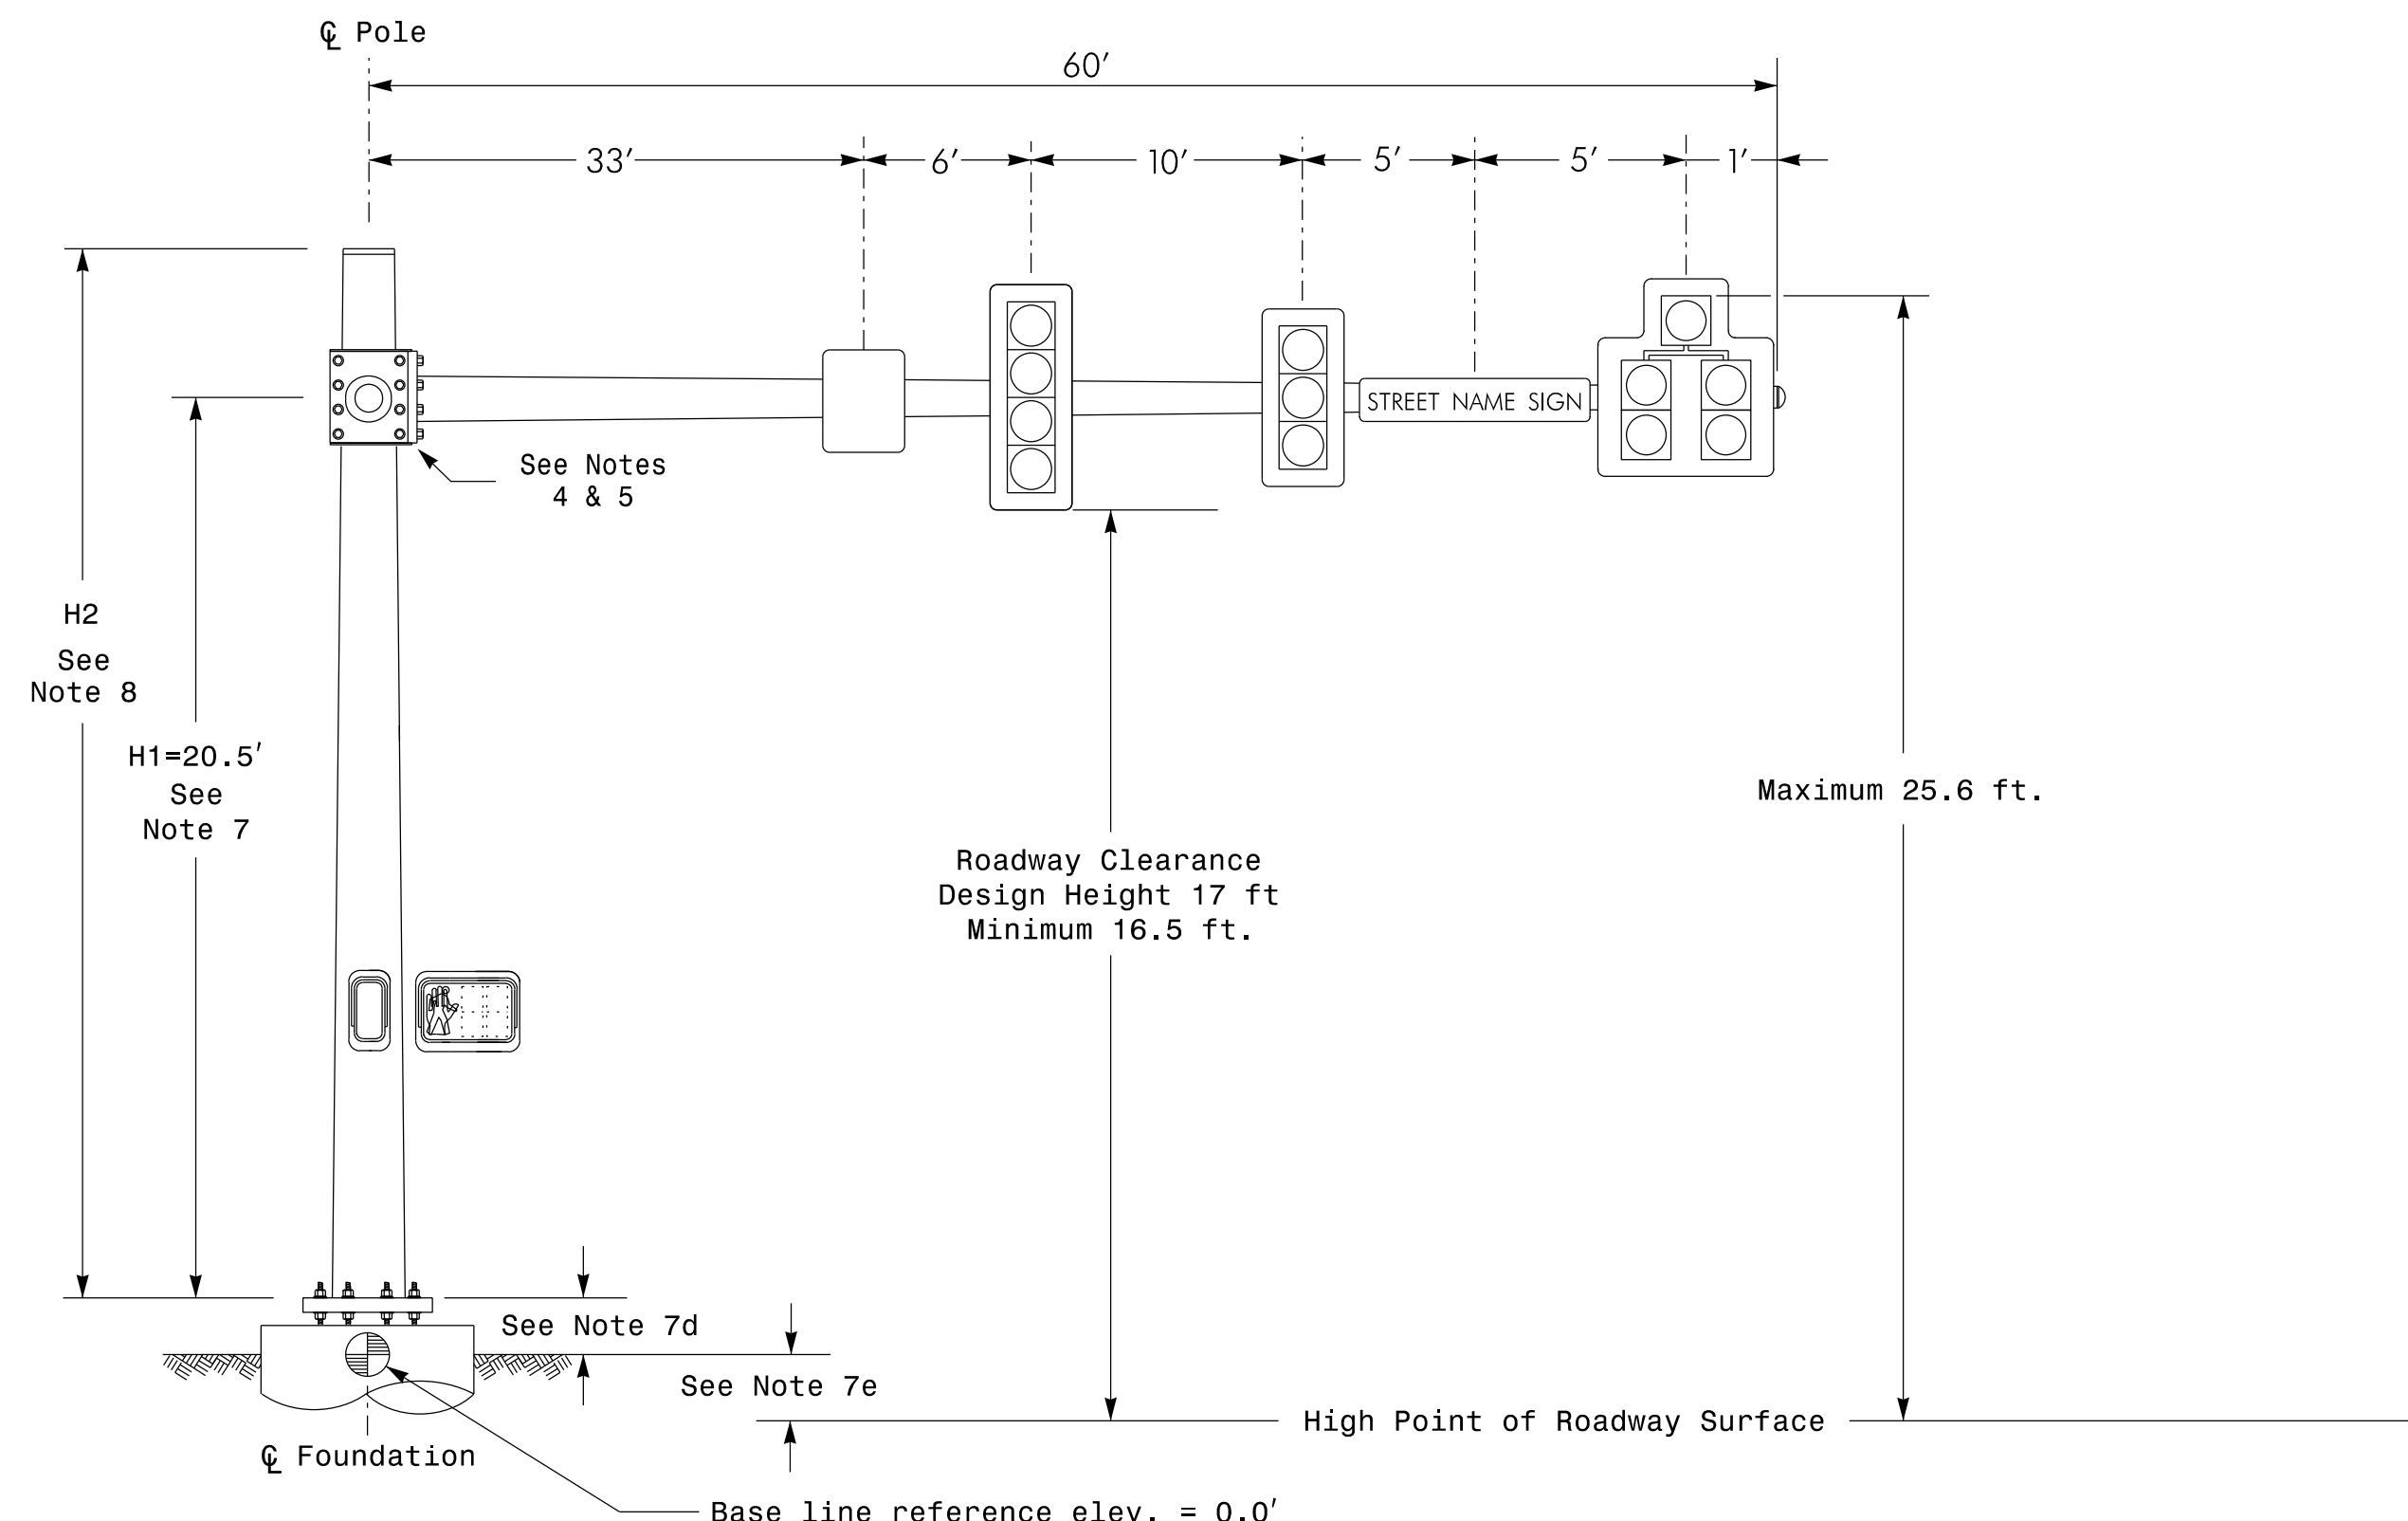 ℄ Pole
60′
33′ 6′ 10′ 5′ 5′ 1′
STREET NAME SIGN
See Notes
4 & 5
H2
See
Note 8
H1=20.5′
See
Note 7
Maximum 25.6 ft.
Roadway Clearance
Design Height 17 ft
Minimum 16.5 ft.
See Note 7d
See Note 7e
High Point of Roadway Surface
℄ Foundation
Base line reference elev. = 0.0′